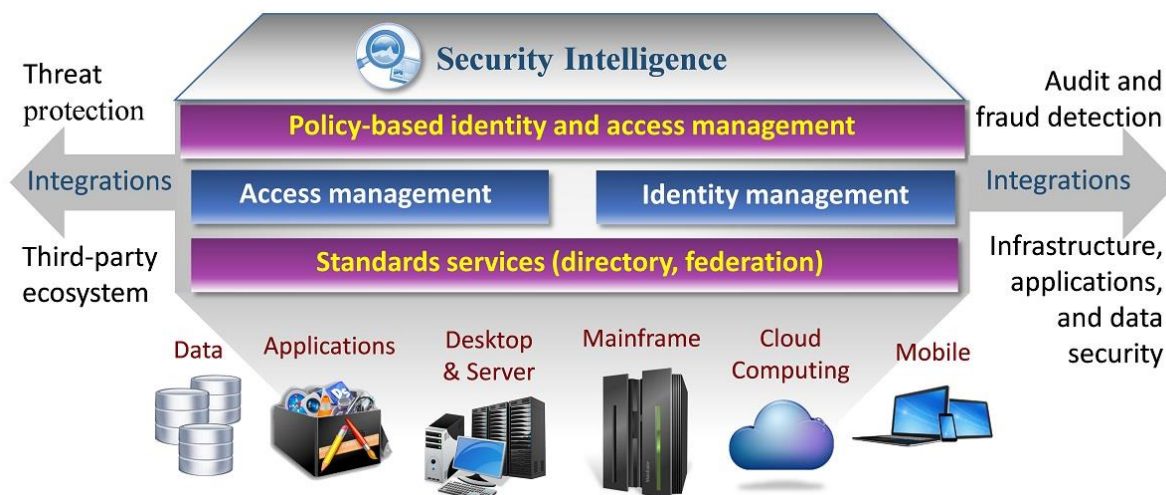 Security Intelligence
Threat
protection
Audit and
fraud detection
Policy-based identity and access management
Integrations
Access management
Identity management
Integrations
Third-party
ecosystem
Standards services (directory, federation)
Infrastructure,
applications,
and data
security
Data
Applications
Desktop
& Server
Mainframe
Cloud
Computing
Mobile